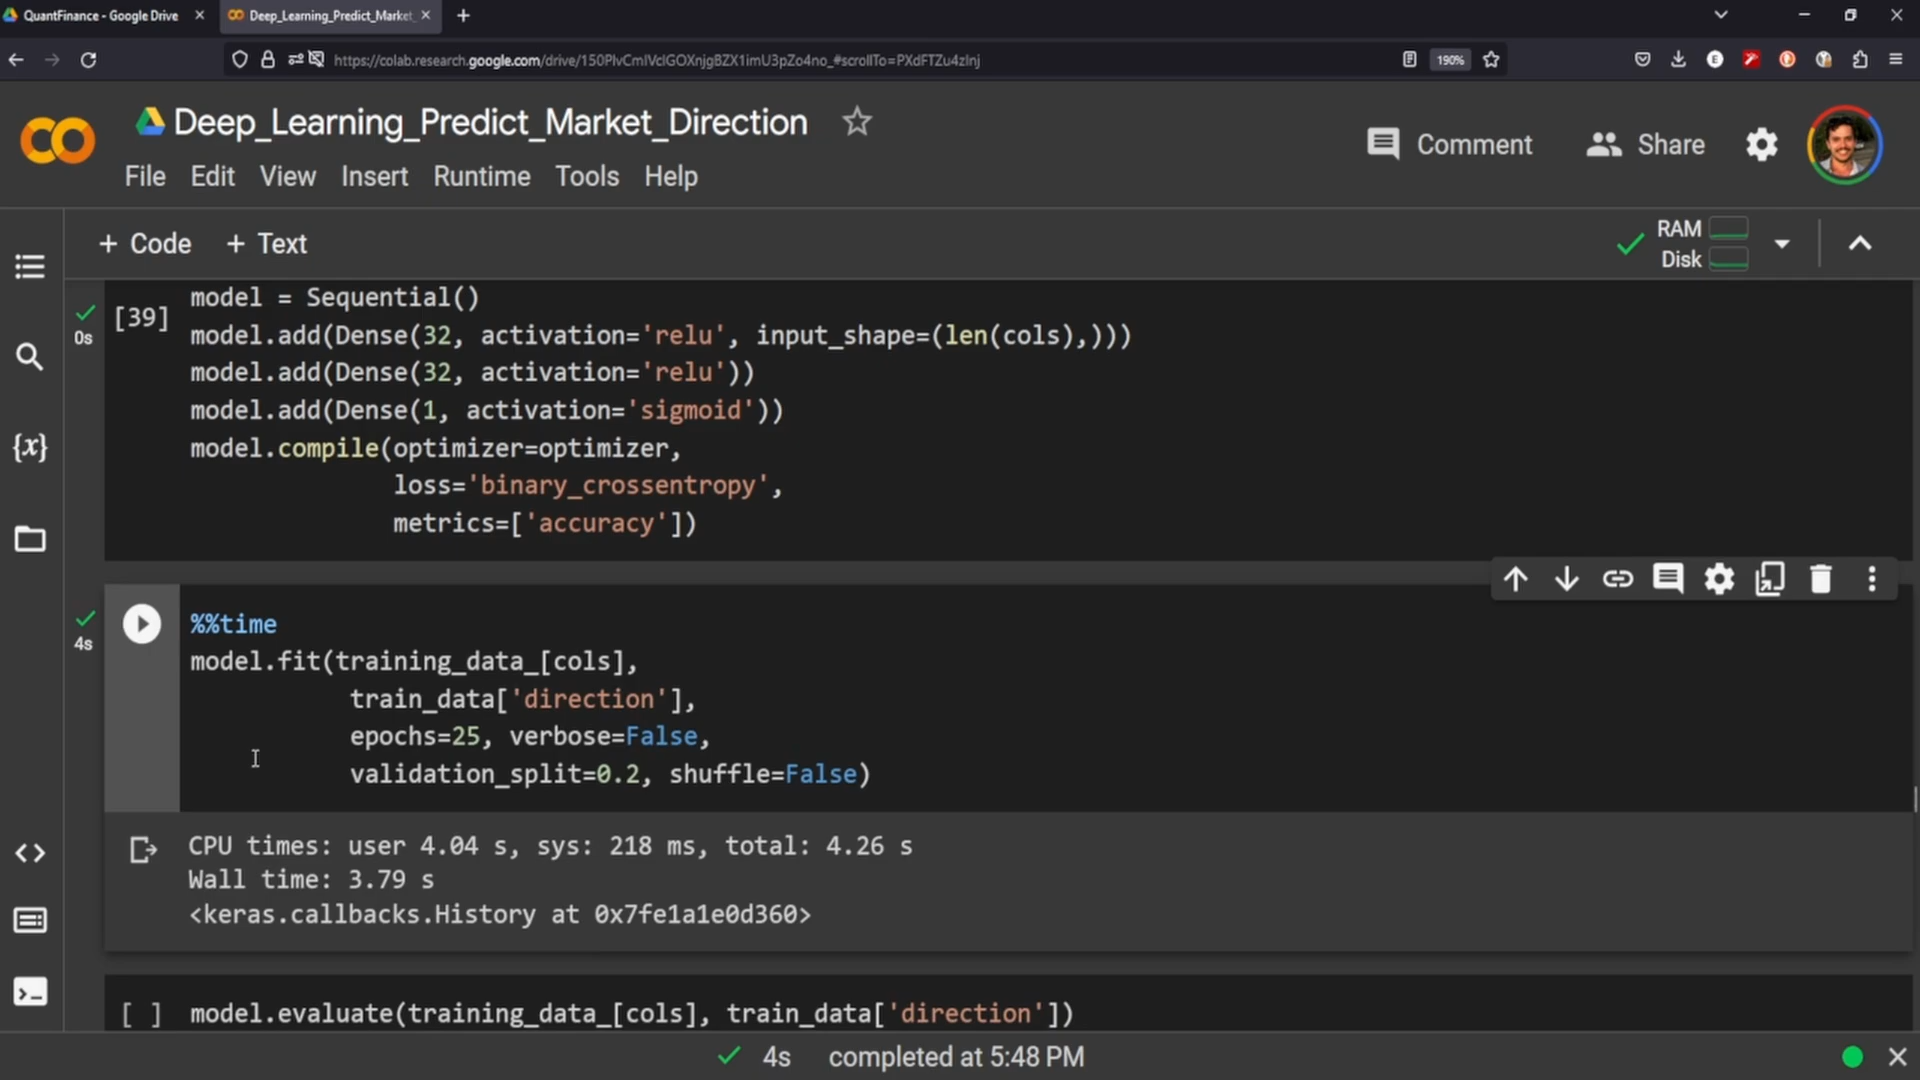 QuantFinance - Google Drive
Deep_Learning_Predict_Market_
https://colab.research.google.com/drive/150PlvCmIVclGOXnjgBZX1imU3pZo4no_#scrollTo=PXdFTZu4zInj
190%
Deep_Learning_Predict_Market_Direction
Comment
Share
File Edit View Insert Runtime Tools Help
+ Code + Text
RAM
Disk
[39]
0s
model = Sequential()
model.add(Dense(32, activation='relu', input_shape=(len(cols),)))
model.add(Dense(32, activation='relu'))
model.add(Dense(1, activation='sigmoid'))
model.compile(optimizer=optimizer,
loss='binary_crossentropy',
metrics=['accuracy'])
4s
%%time
model.fit(training_data_[cols],
train_data['direction'],
epochs=25, verbose=False,
validation_split=0.2, shuffle=False)
CPU times: user 4.04 s, sys: 218 ms, total: 4.26 s
Wall time: 3.79 s
<keras.callbacks.History at 0x7fe1a1e0d360>
[ ] model.evaluate(training_data_[cols], train_data['direction'])
4s completed at 5:48 PM